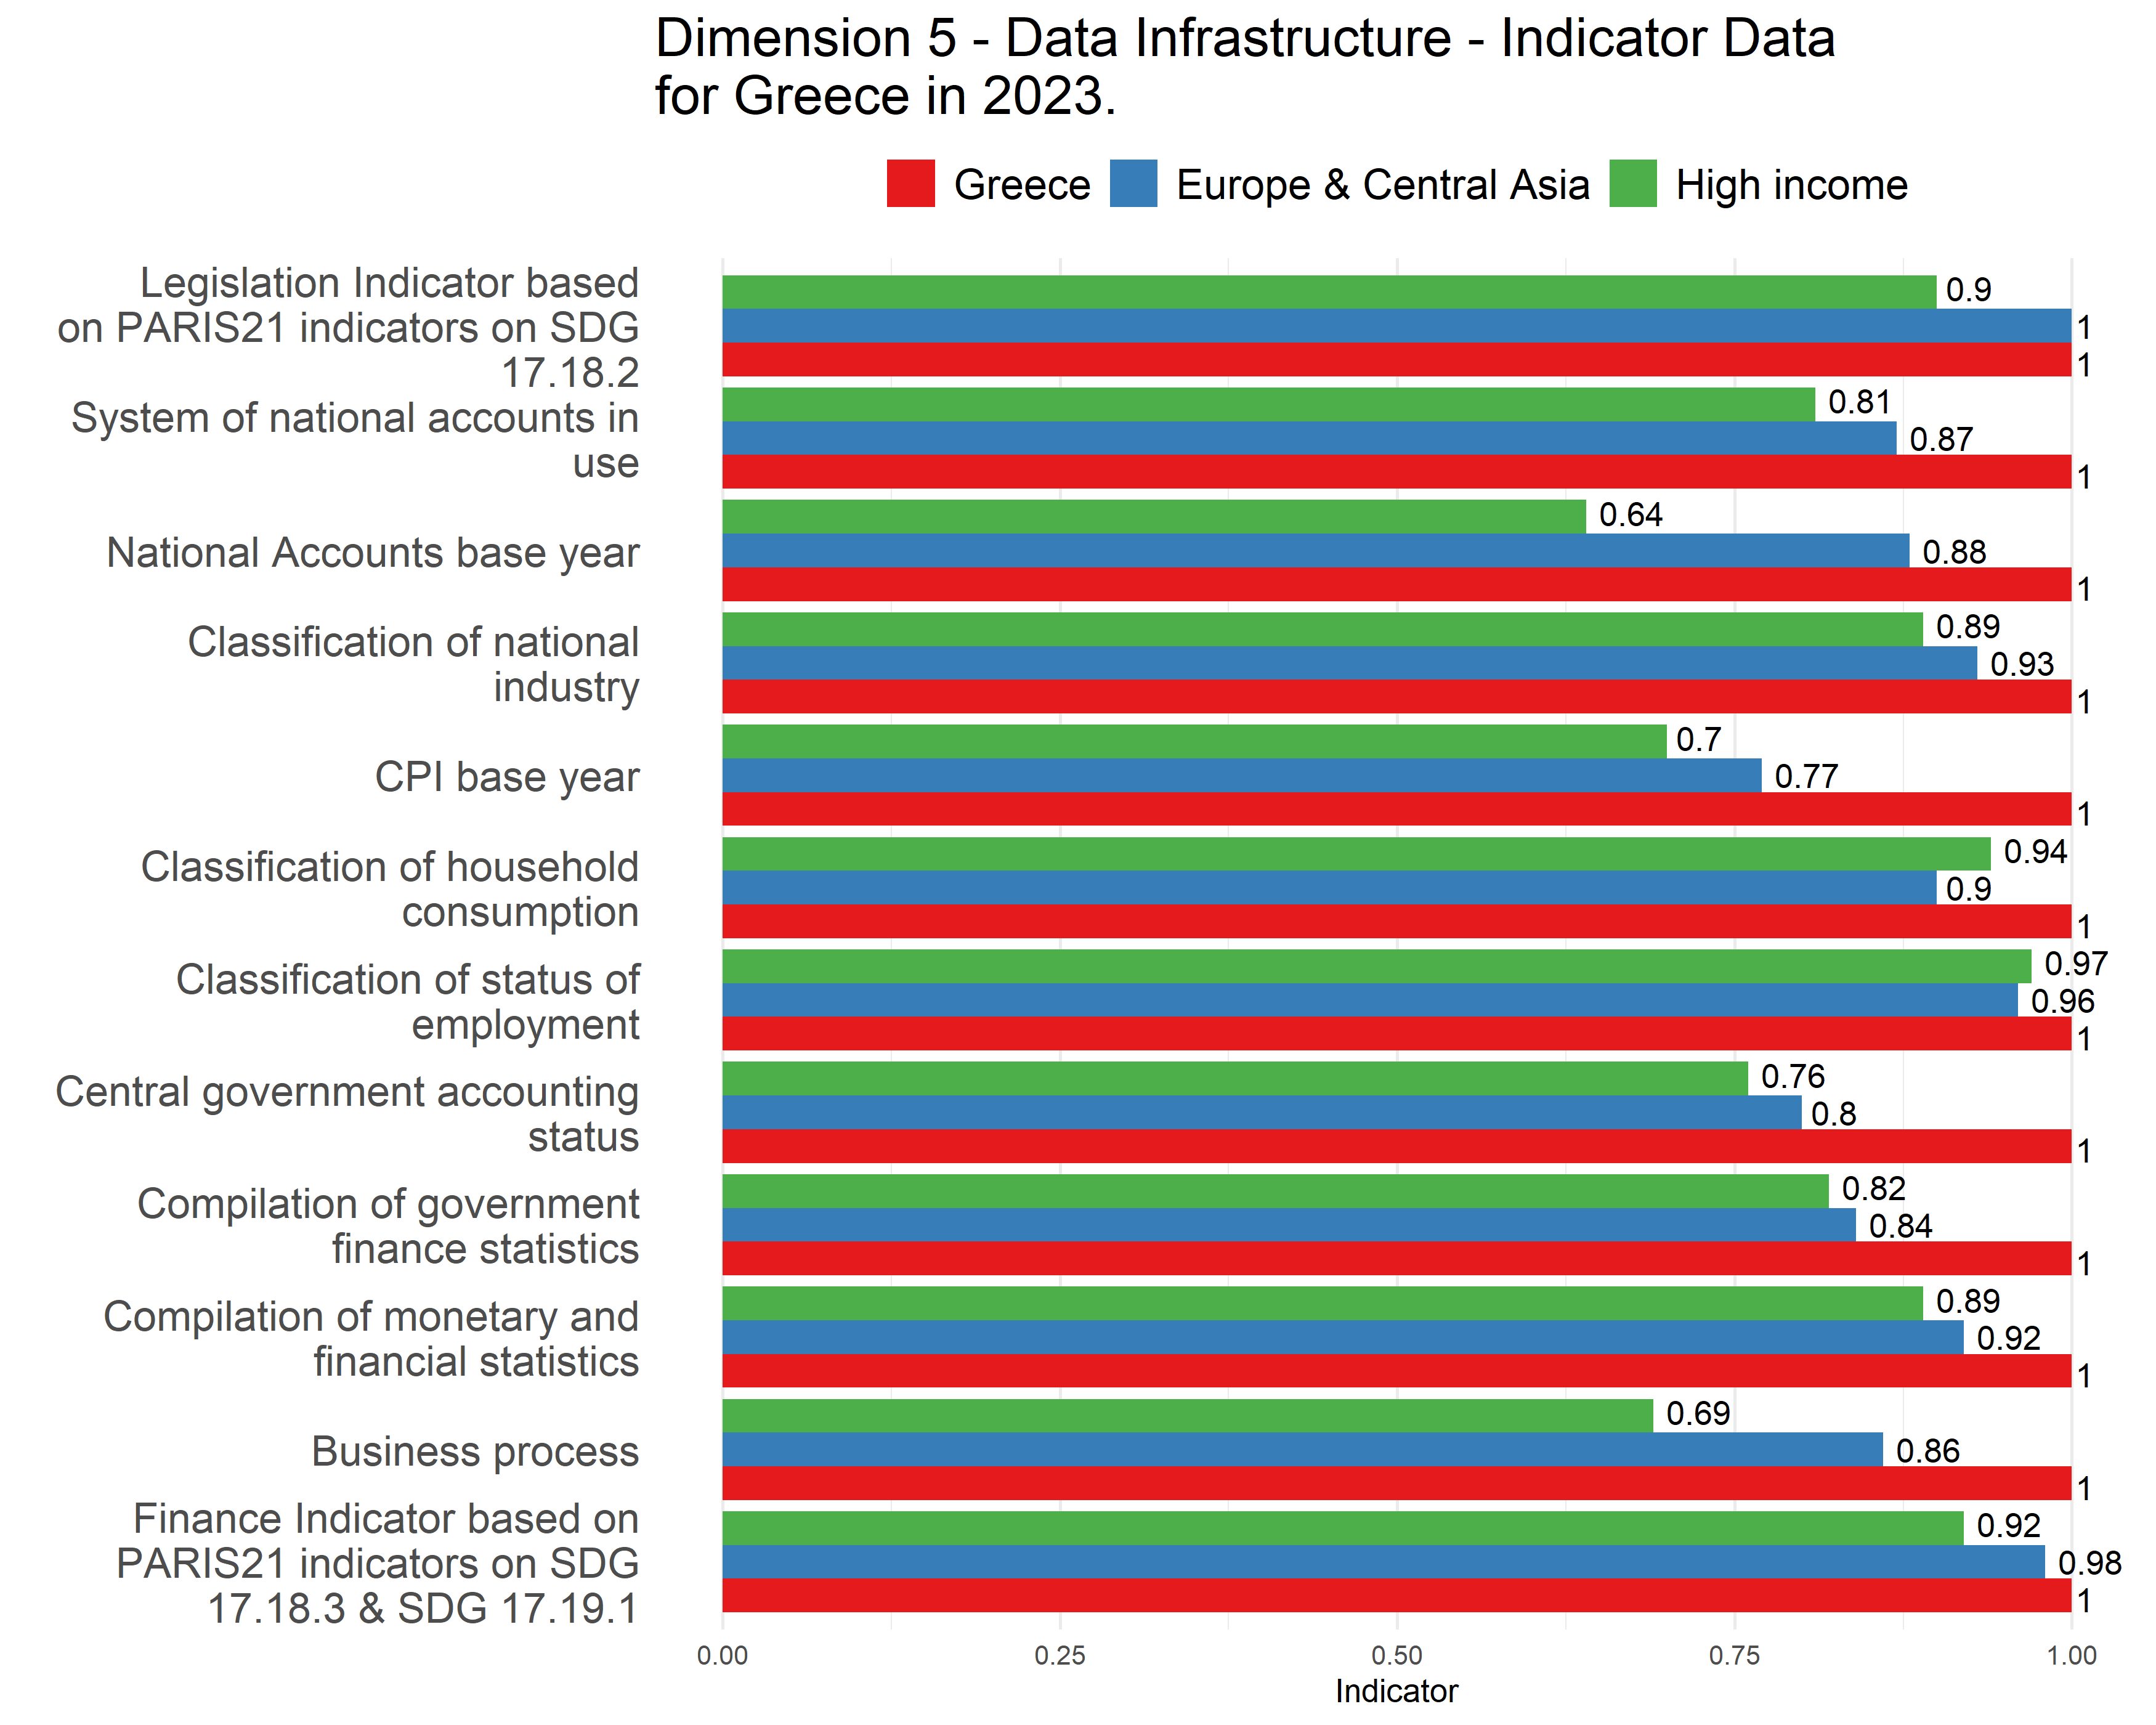 Dimension 5 - Data Infrastructure - Indicator Data
for Greece in 2023.
Greece
Europe & Central Asia
High income
Legislation Indicator based
on PARIS21 indicators on SDG
17.18.2
0.9
1
1
System of national accounts in
use
0.81
0.87
1
National Accounts base year
0.64
0.88
1
Classification of national
industry
0.89
0.93
1
CPI base year
0.7
0.77
1
Classification of household
consumption
0.94
0.9
1
Classification of status of
employment
0.97
0.96
1
Central government accounting
status
0.76
0.8
1
Compilation of government
finance statistics
0.82
0.84
1
Compilation of monetary and
financial statistics
0.89
0.92
1
Business process
0.69
0.86
1
Finance Indicator based on
PARIS21 indicators on SDG
17.18.3 & SDG 17.19.1
0.92
0.98
1
0.00
0.25
0.50
0.75
1.00
Indicator